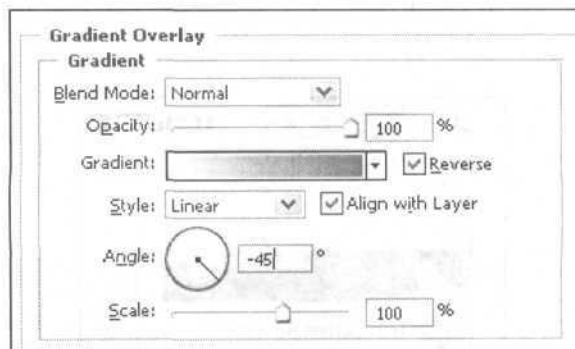 Gradient Overlay
Gradient
Blend Mode: Normal
Opacity: 100 %
Gradient: Reverse
Style: Linear Align with Layer
Angle: -45 °
Scale: 100 %